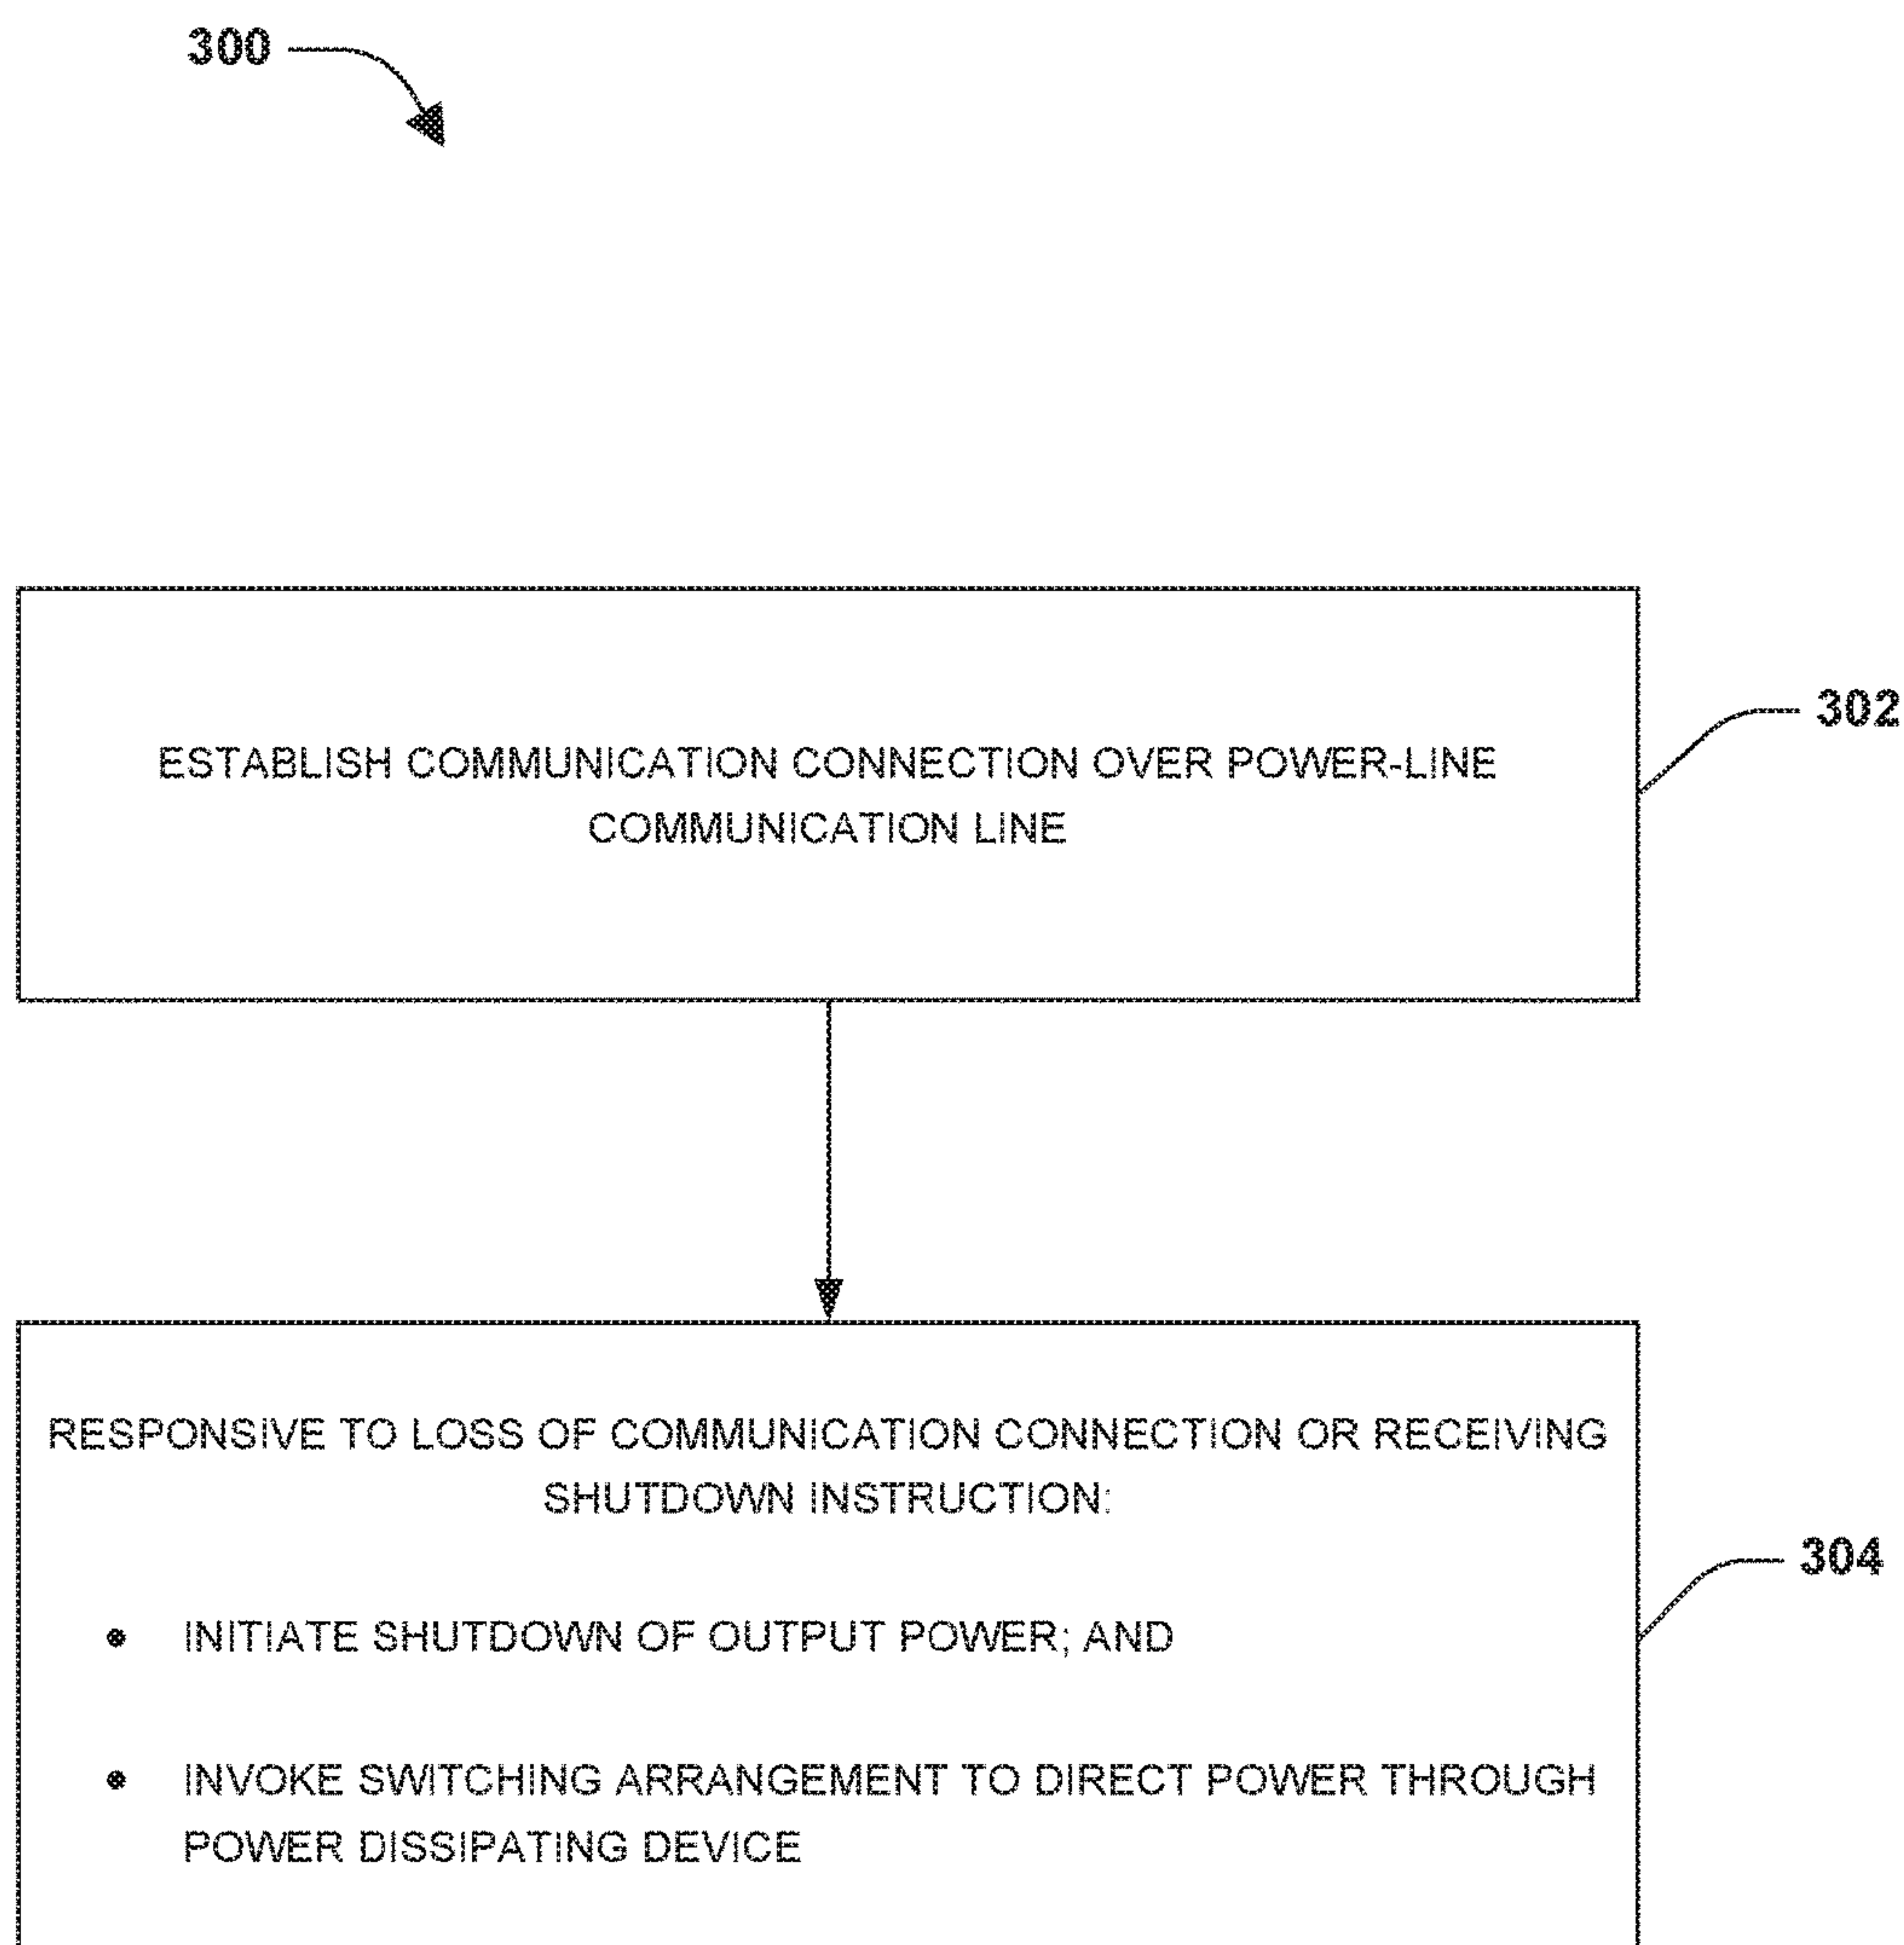 300
ESTABLISH COMMUNICATION CONNECTION OVER POWER-LINE
COMMUNICATION LINE
302
RESPONSIVE TO LOSS OF COMMUNICATION CONNECTION OR RECEIVING
SHUTDOWN INSTRUCTION:
304
• INITIATE SHUTDOWN OF OUTPUT POWER; AND
• INVOKE SWITCHING ARRANGEMENT TO DIRECT POWER THROUGH
POWER DISSIPATING DEVICE